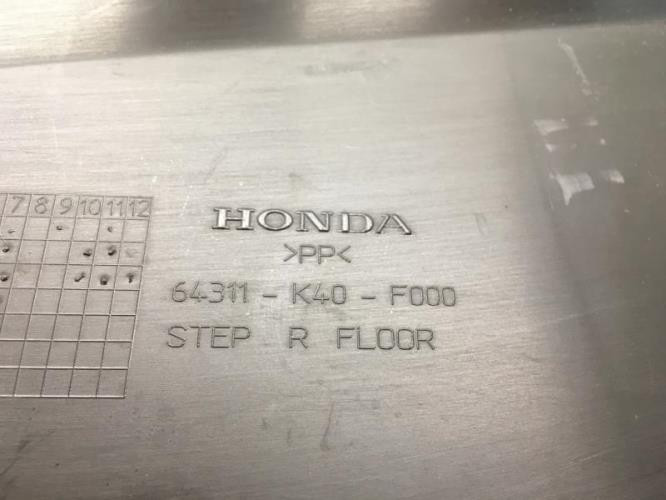 7 8 9 10 11 12
HONDA
>PP<
64311 - K40 - F000
STEP R FLOOR